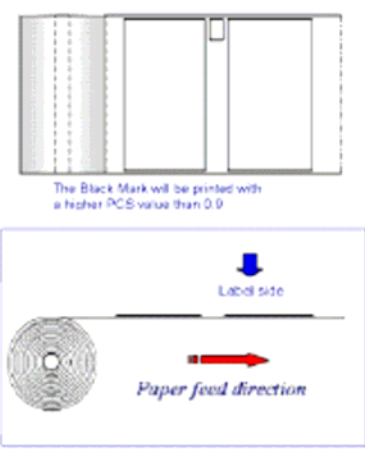 The Black Mark will be printed with
a higher PCS value than 0.9
Label side
Paper feed direction